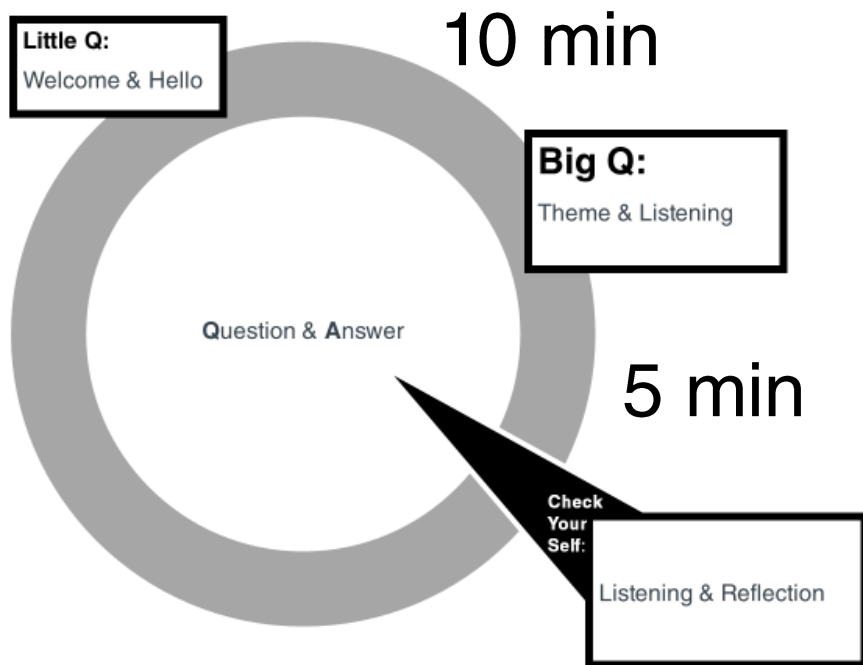 Little Q:
Welcome & Hello
10 min
Big Q:
Theme & Listening
Question & Answer
5 min
Check
Your
Self:
Listening & Reflection